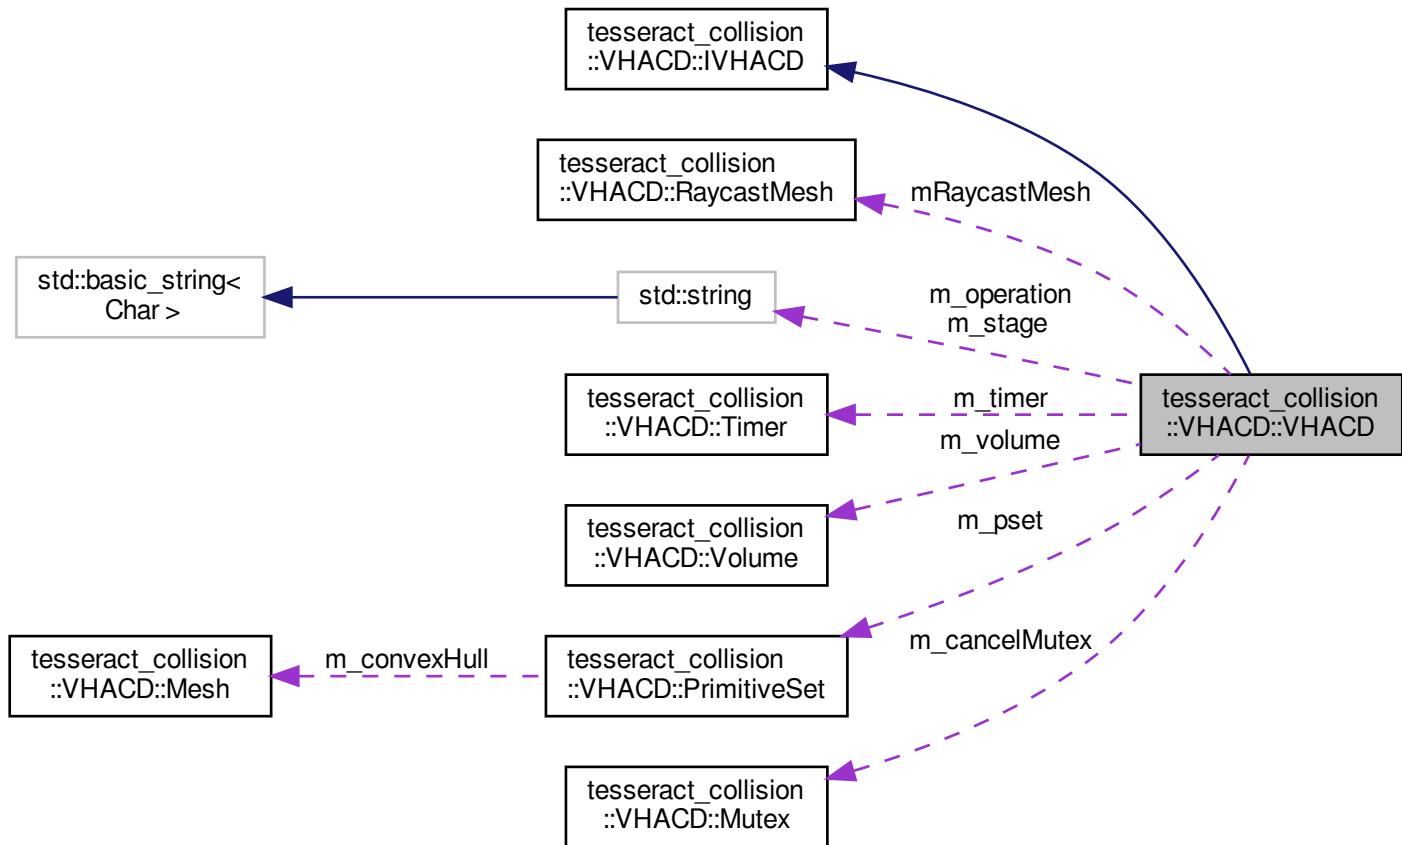 tesseract_collision
::VHACD::IVHACD
tesseract_collision
::VHACD::RaycastMesh
mRaycastMesh
std::basic_string<
Char >
std::string
m_operation
m_stage
tesseract_collision
::VHACD::Timer
m_timer
tesseract_collision
::VHACD::VHACD
m_volume
tesseract_collision
::VHACD::Volume
m_pset
tesseract_collision
::VHACD::Mesh
m_convexHull
tesseract_collision
::VHACD::PrimitiveSet
m_cancelMutex
tesseract_collision
::VHACD::Mutex